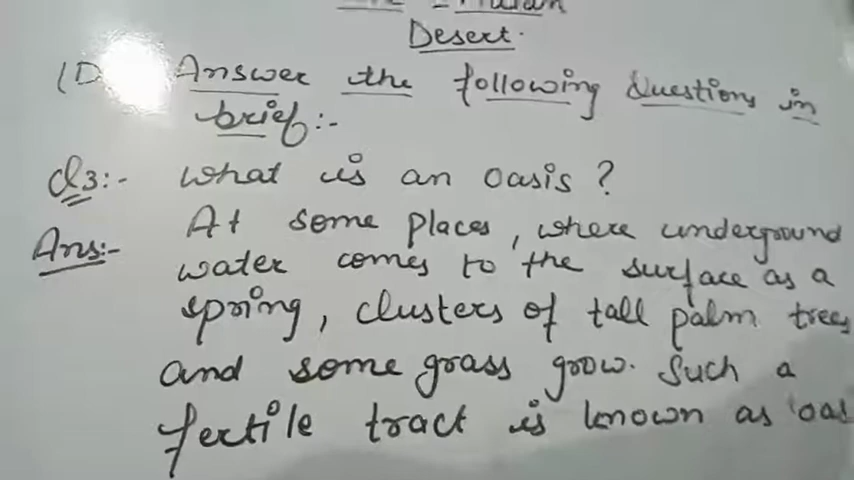 Desert.
(D Answer the following Questions in
brief:-
Q3:- What is an oasis?
Ans:- At some places, where underground
water comes to the surface as a
spring, clusters of tall palm trees
and some grass grow. Such a
fertile tract is known as 'oas